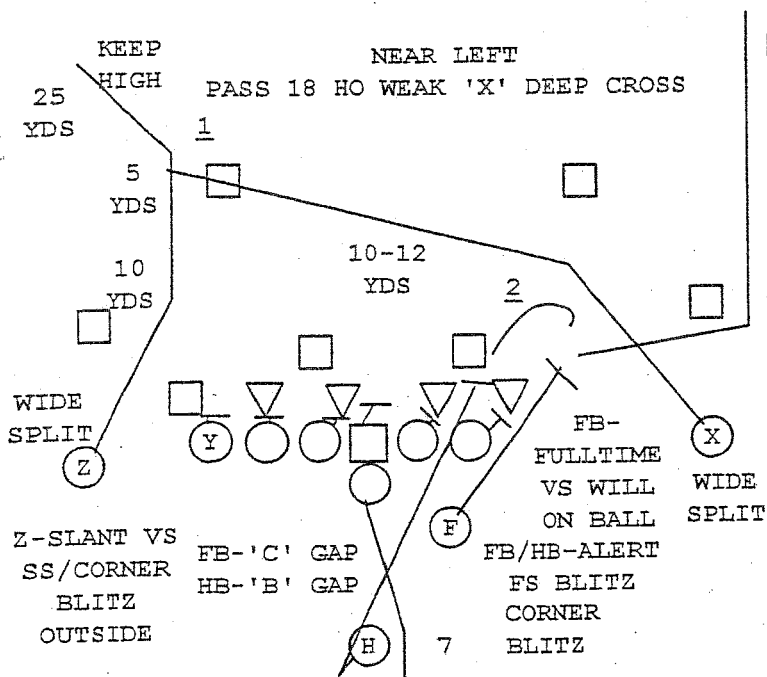 KEEP
HIGH
NEAR LEFT
PASS 18 HO WEAK 'X' DEEP CROSS
25
YDS
1
5
YDS
10-12
YDS
10
YDS
2
WIDE
SPLIT
Z
Y
X
F
H
FB-
FULLTIME
VS WILL
ON BALL
WIDE
SPLIT
Z-SLANT VS
SS/CORNER
BLITZ
OUTSIDE
FB-'C' GAP
HB-'B' GAP
FB/HB-ALERT
FS BLITZ
CORNER
BLITZ
7